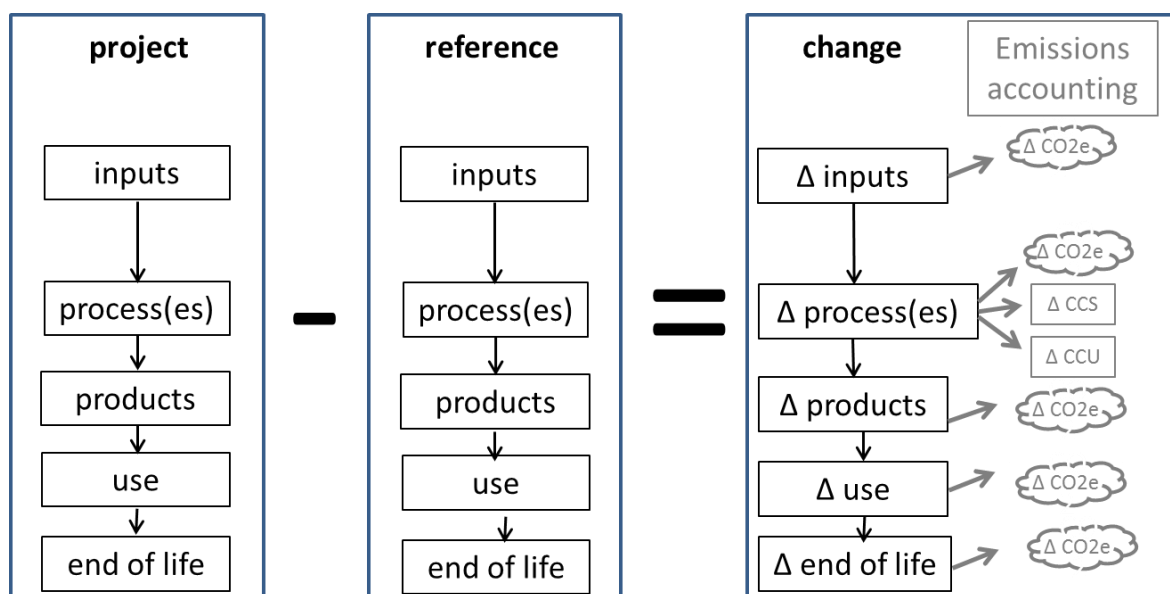 project
inputs
process(es)
products
use
end of life
reference
inputs
process(es)
products
use
end of life
change
Δ inputs
Δ process(es)
Δ products
Δ use
Δ end of life
Emissions
accounting
Δ CO2e
Δ CO2e
Δ CCS
Δ CCU
Δ CO2e
Δ CO2e
Δ CO2e